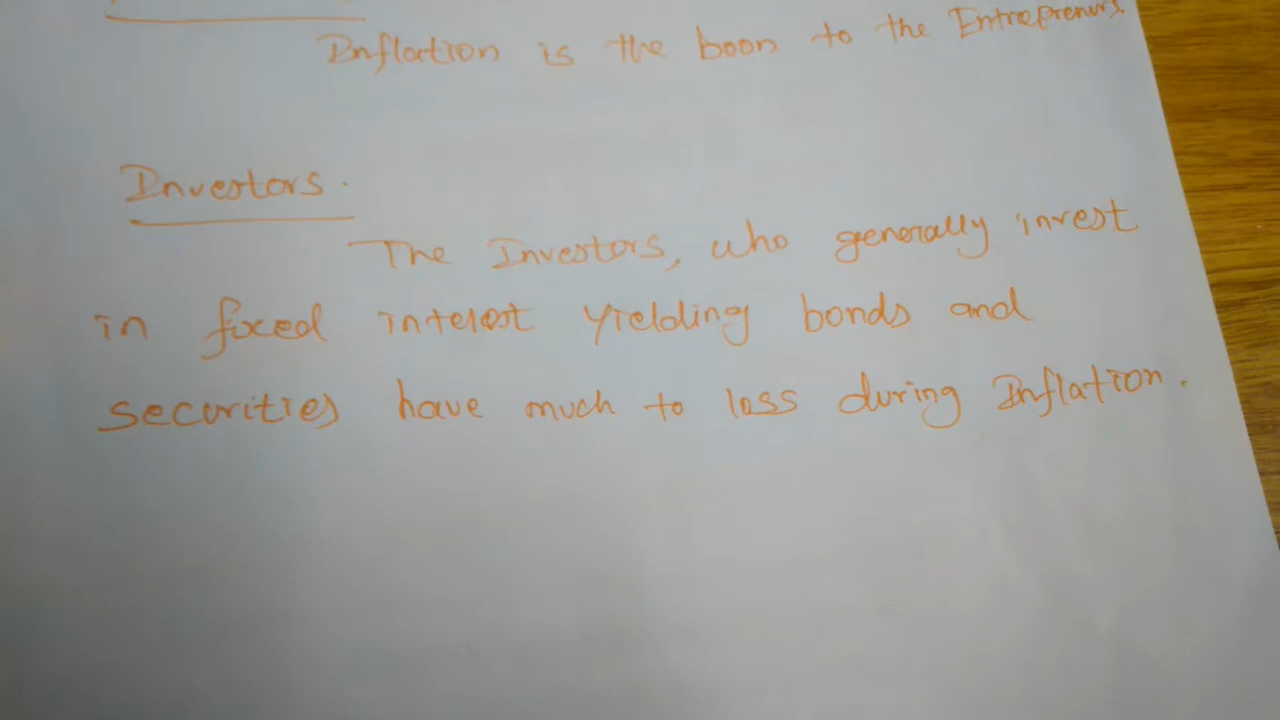 Inflation is the boon to the Entreprenurs.
Investors.
The Investors, who generally invest
in fixed interest yielding bonds and
securities have much to loss during Inflation.